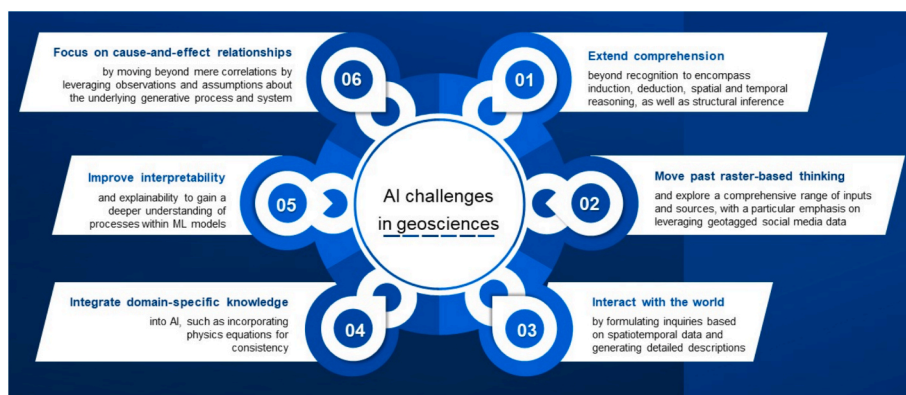 AI challenges
in geosciences
01
Extend comprehension
beyond recognition to encompass
induction, deduction, spatial and temporal
reasoning, as well as structural inference
02
Move past raster-based thinking
and explore a comprehensive range of inputs
and sources, with a particular emphasis on
leveraging geotagged social media data
03
Interact with the world
by formulating inquiries based
on spatiotemporal data and
generating detailed descriptions
04
Integrate domain-specific knowledge
into AI, such as incorporating
physics equations for
consistency
05
Improve interpretability
and explainability to gain a
deeper understanding of
processes within ML models
06
Focus on cause-and-effect relationships
by moving beyond mere correlations by
leveraging observations and assumptions about
the underlying generative process and system